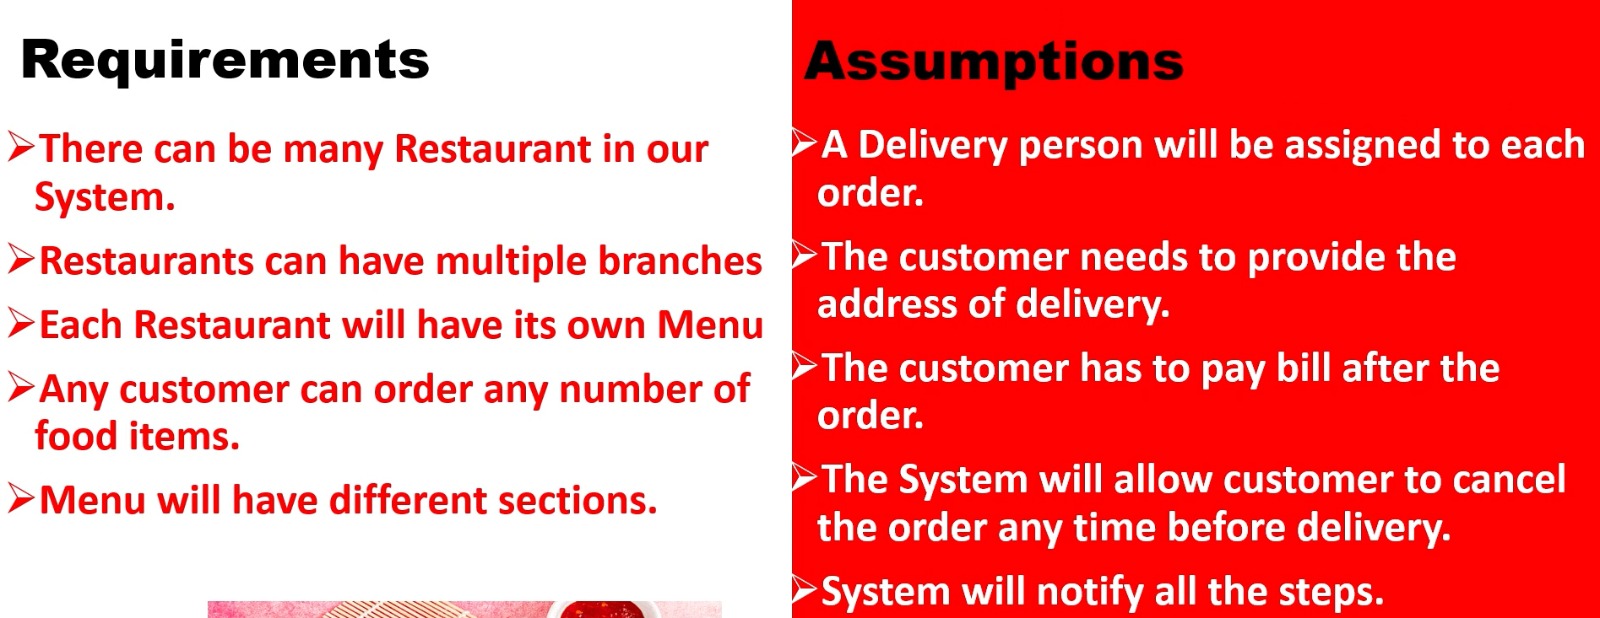 Requirements
➢There can be many Restaurant in our
System.
➢Restaurants can have multiple branches
➢Each Restaurant will have its own Menu
➢Any customer can order any number of
food items.
➢Menu will have different sections.
Assumptions
➢A Delivery person will be assigned to each
order.
➢The customer needs to provide the
address of delivery.
➢The customer has to pay bill after the
order.
➢The System will allow customer to cancel
the order any time before delivery.
➢System will notify all the steps.